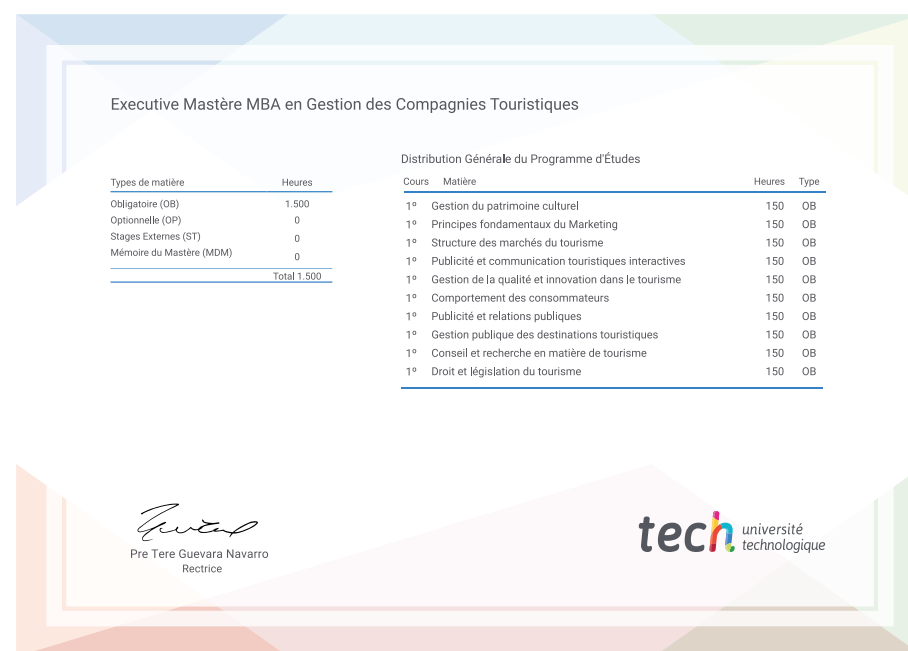 Executive Mastère MBA en Gestion des Compagnies Touristiques
Types de matière Heures
Obligatoire (OB) 1.500
Optionnelle (OP) 0
Stages Externes (ST) 0
Mémoire du Mastère (MDM) 0
Total 1.500
Distribution Générale du Programme d'Études
Cours Matière Heures Type
1º Gestion du patrimoine culturel 150 OB
1º Principes fondamentaux du Marketing 150 OB
1º Structure des marchés du tourisme 150 OB
1º Publicité et communication touristiques interactives 150 OB
1º Gestion de la qualité et innovation dans le tourisme 150 OB
1º Comportement des consommateurs 150 OB
1º Publicité et relations publiques 150 OB
1º Gestion publique des destinations touristiques 150 OB
1º Conseil et recherche en matière de tourisme 150 OB
1º Droit et législation du tourisme 150 OB
Pre Tere Guevara Navarro
Rectrice
tech université
technologique